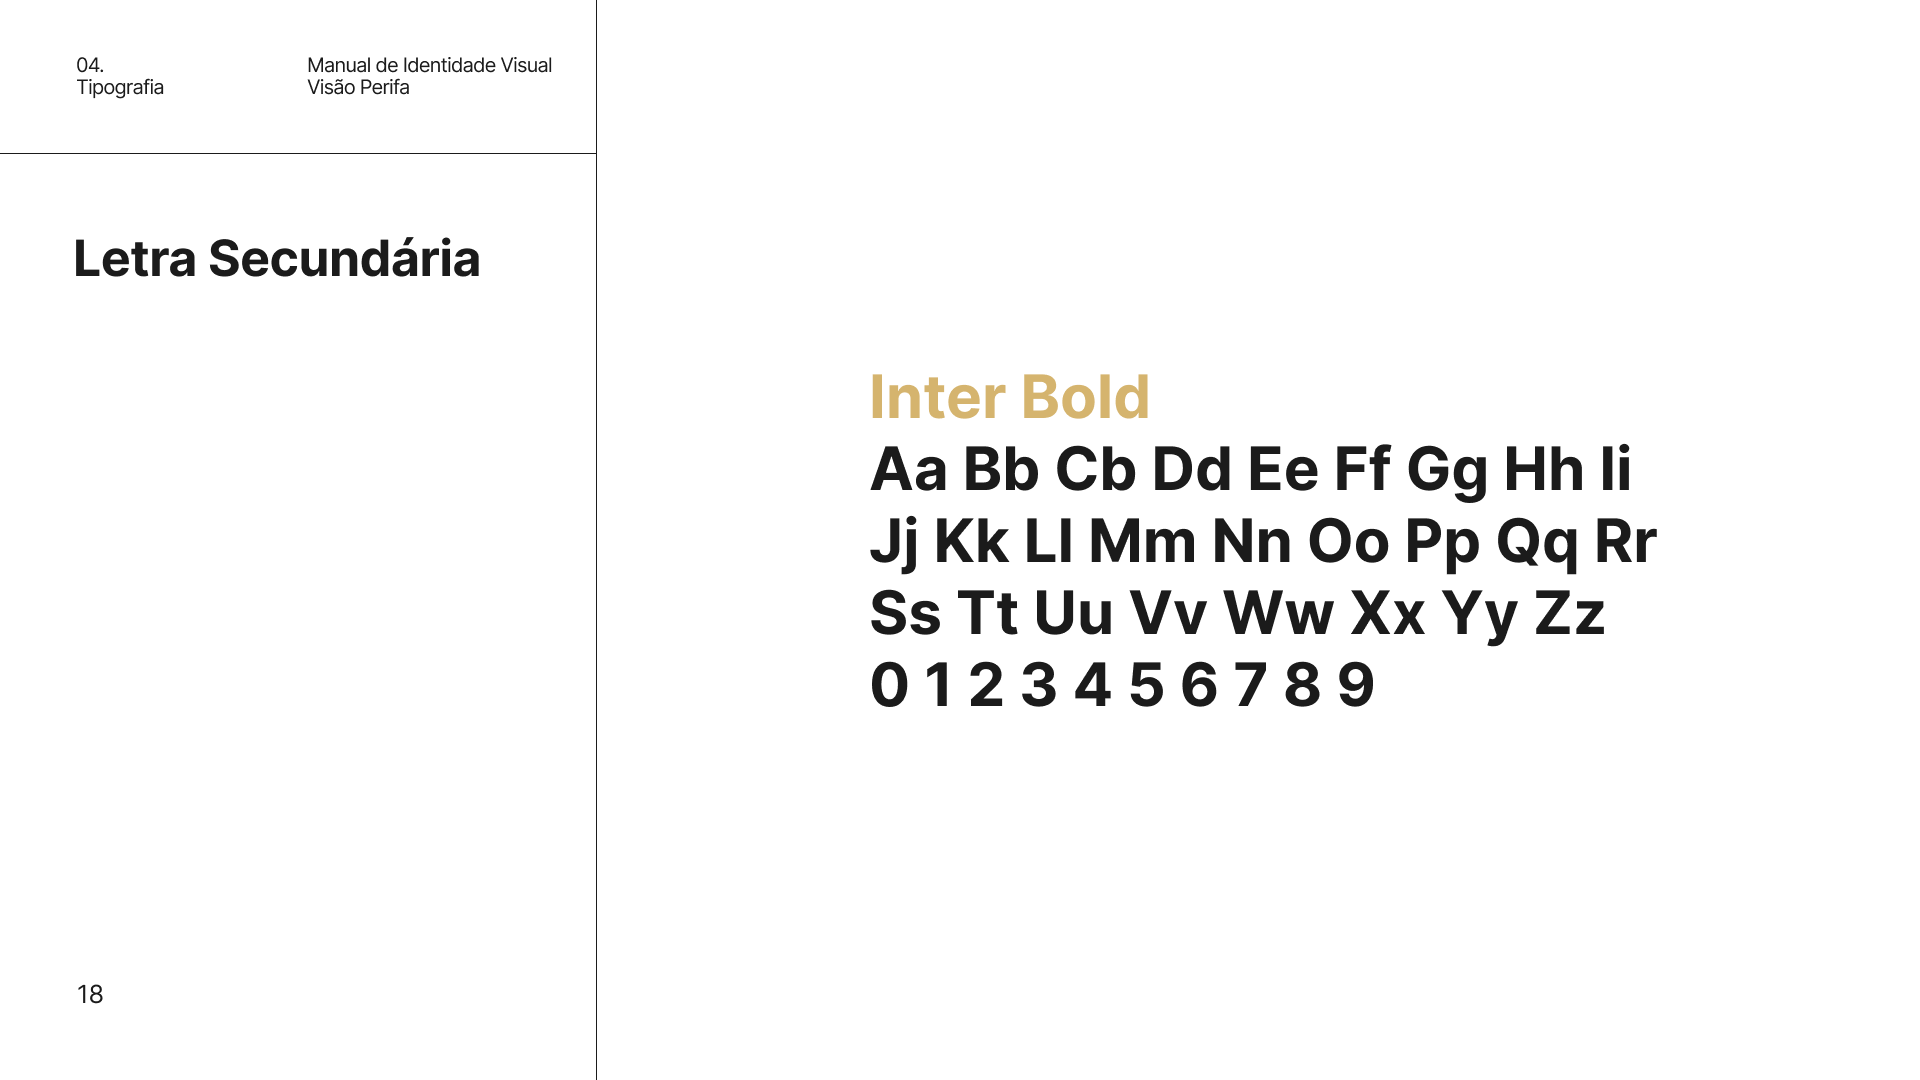 04.
Tipografia
Manual de Identidade Visual
Visão Perifa
Letra Secundária
Inter Bold
Aa Bb Cb Dd Ee Ff Gg Hh Ii
Jj Kk Ll Mm Nn Oo Pp Qq Rr
Ss Tt Uu Vv Ww Xx Yy Zz
0 1 2 3 4 5 6 7 8 9
18